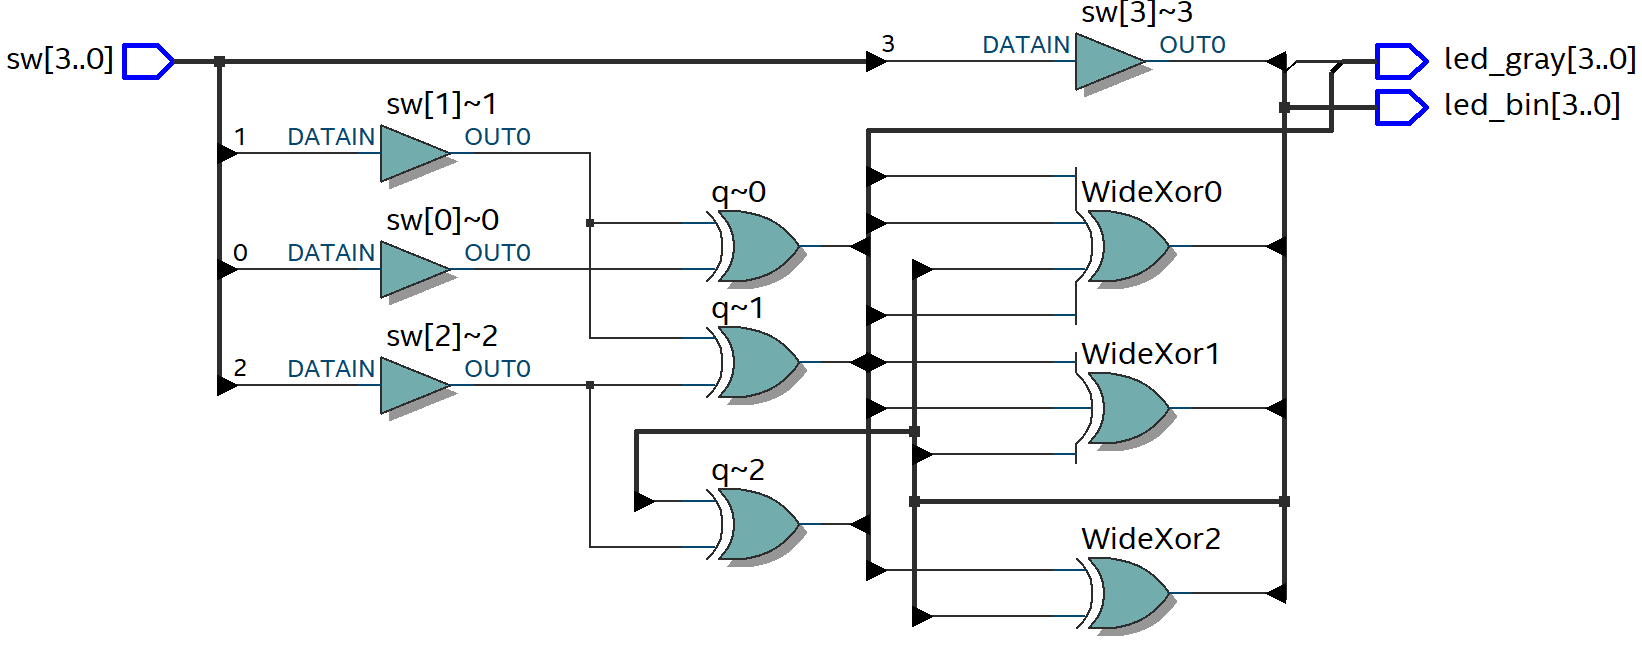 sw[3]~3
sw[3..0]
3
DATAIN
OUT0
led_gray[3..0]
led_bin[3..0]
sw[1]~1
1
DATAIN
OUT0
q~0
WideXor0
sw[0]~0
0
DATAIN
OUT0
q~1
sw[2]~2
WideXor1
2
DATAIN
OUT0
q~2
WideXor2